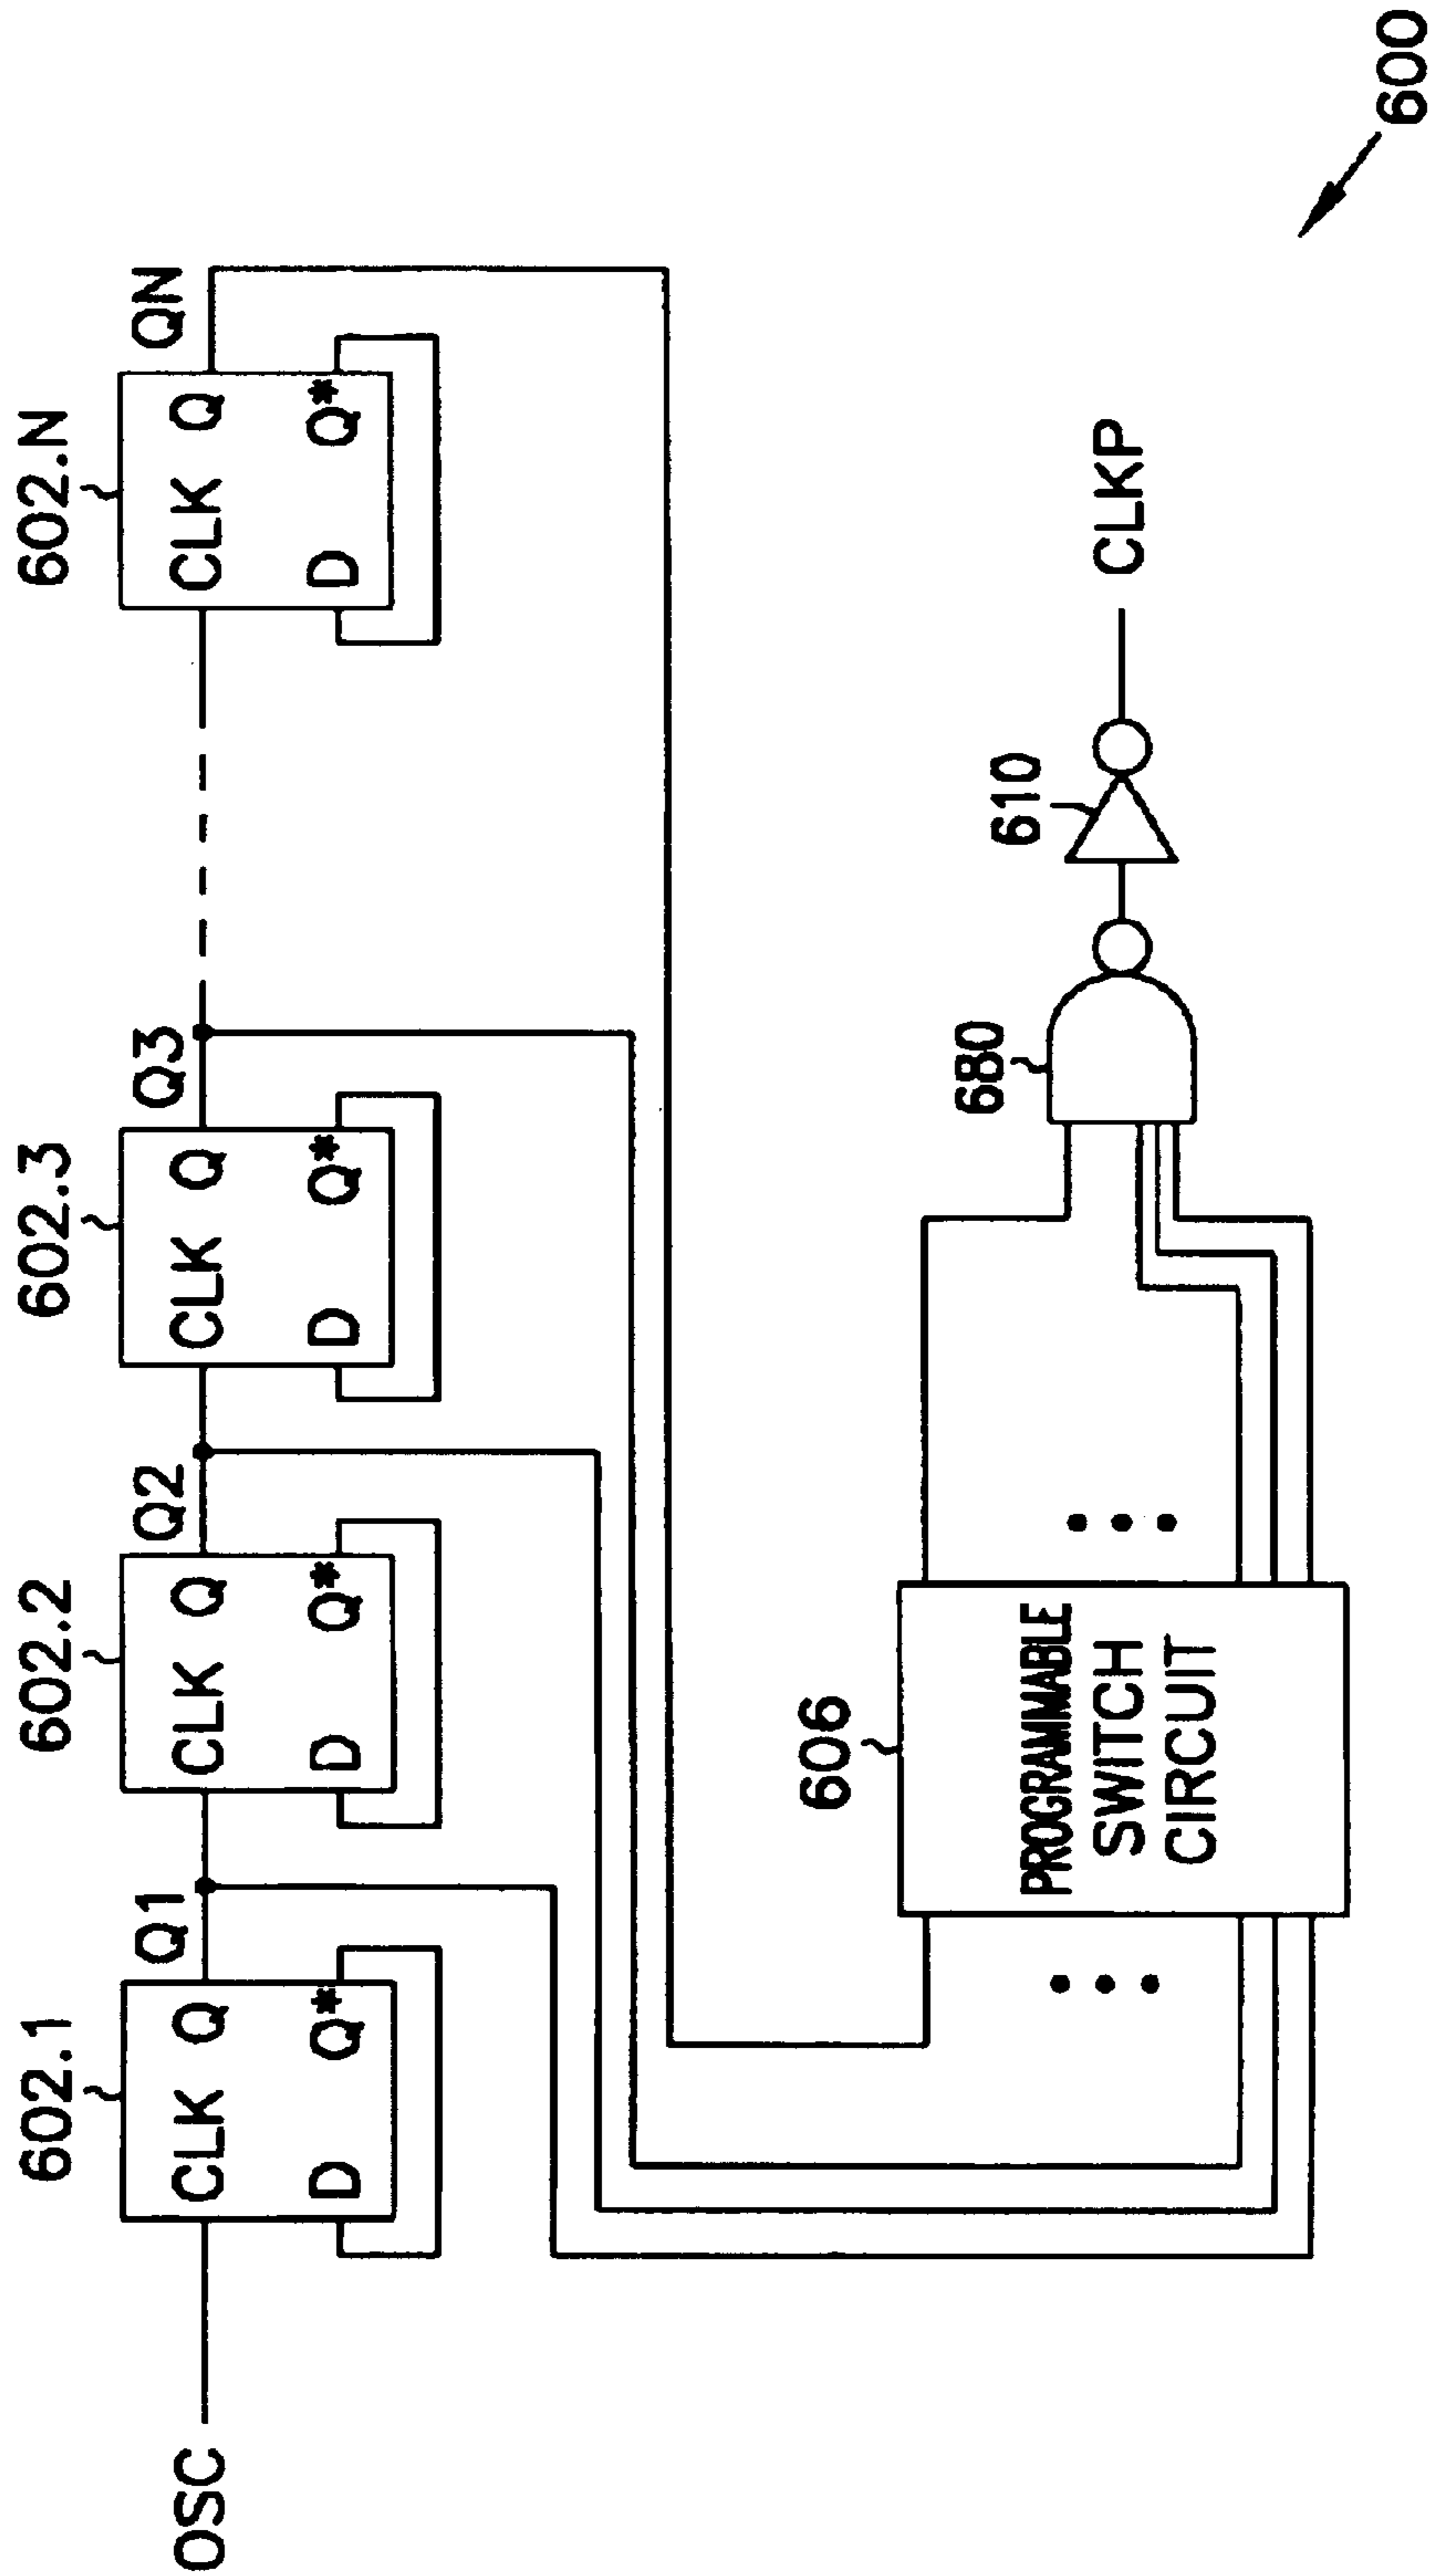 602.1
602.2
602.3
602.N
OSC
CLK Q
D Q*
Q1
CLK Q
D Q*
Q2
CLK Q
D Q*
Q3
CLK Q
D Q*
QN
606
PROGRAMMABLE
SWITCH
CIRCUIT
680
610
CLKP
600